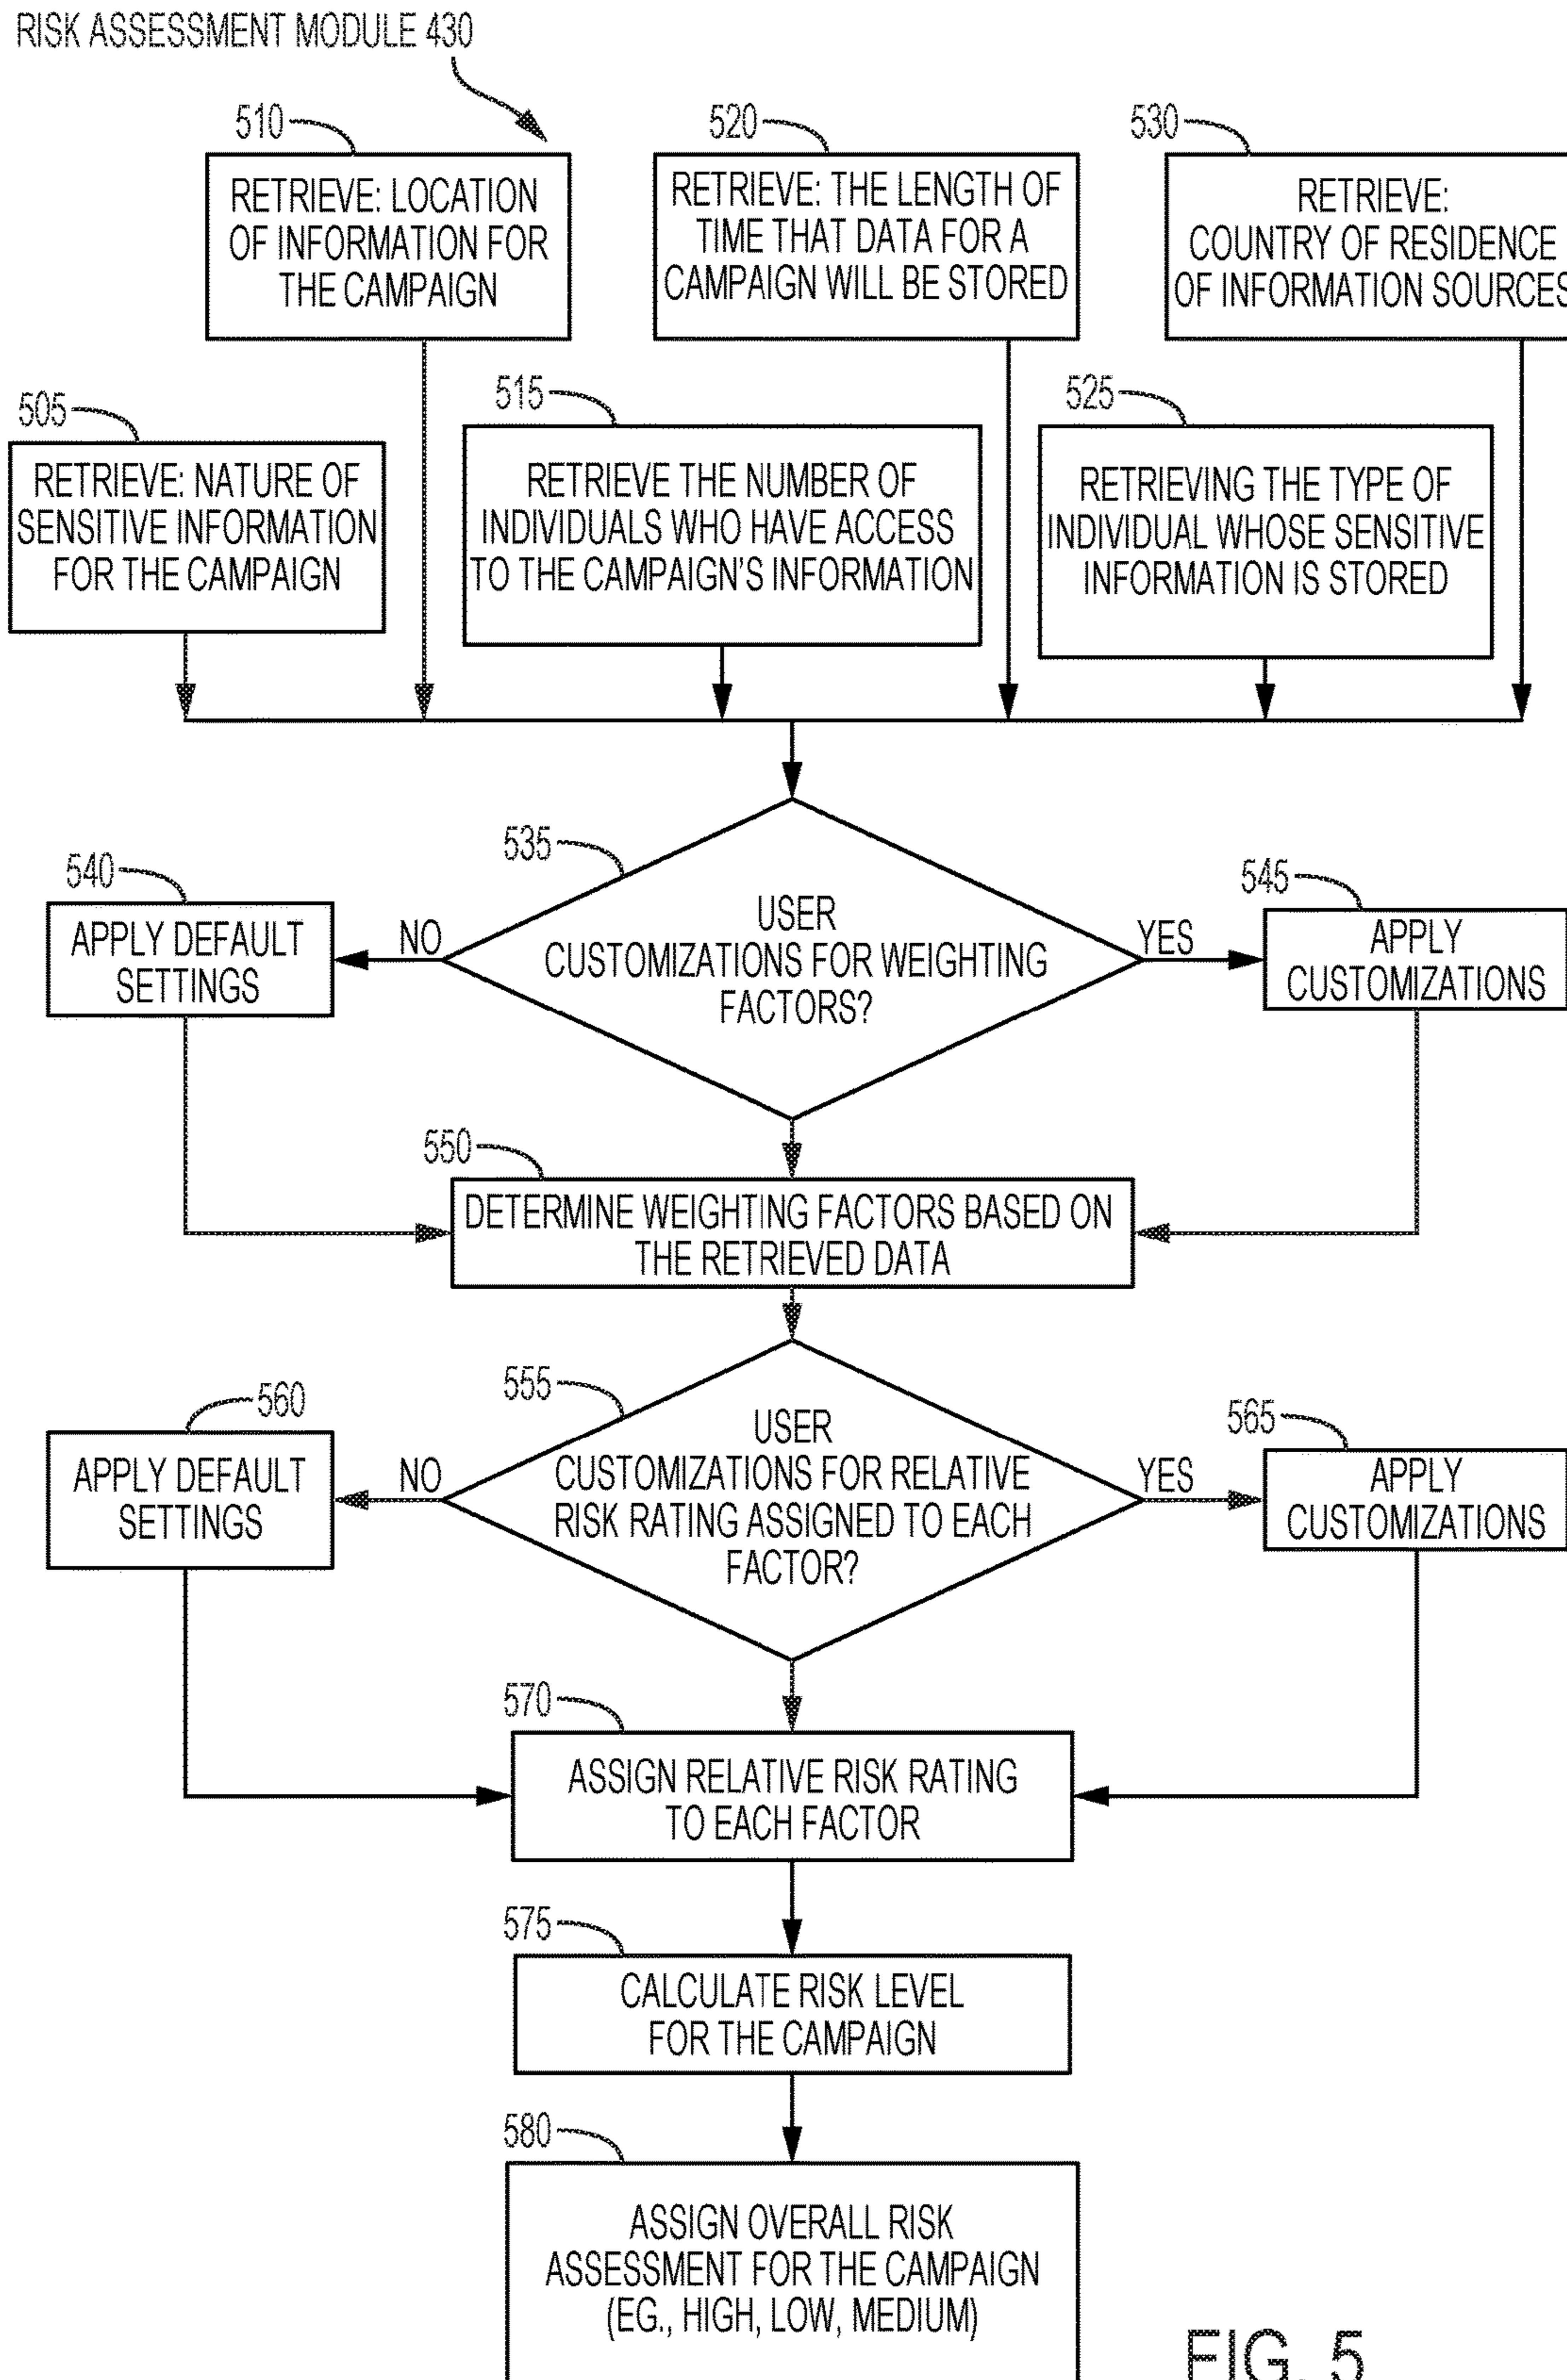 RISK ASSESSMENT MODULE 430
510
RETRIEVE: LOCATION
OF INFORMATION FOR
THE CAMPAIGN
520
RETRIEVE: THE LENGTH OF
TIME THAT DATA FOR A
CAMPAIGN WILL BE STORED
530
RETRIEVE:
COUNTRY OF RESIDENCE
OF INFORMATION SOURCES
505
RETRIEVE: NATURE OF
SENSITIVE INFORMATION
FOR THE CAMPAIGN
515
RETRIEVE THE NUMBER OF
INDIVIDUALS WHO HAVE ACCESS
TO THE CAMPAIGN'S INFORMATION
525
RETRIEVING THE TYPE OF
INDIVIDUAL WHOSE SENSITIVE
INFORMATION IS STORED
535
USER
CUSTOMIZATIONS FOR WEIGHTING
FACTORS?
NO
YES
540
APPLY DEFAULT
SETTINGS
545
APPLY
CUSTOMIZATIONS
550
DETERMINE WEIGHTING FACTORS BASED ON
THE RETRIEVED DATA
555
USER
CUSTOMIZATIONS FOR RELATIVE
RISK RATING ASSIGNED TO EACH
FACTOR?
NO
YES
560
APPLY DEFAULT
SETTINGS
565
APPLY
CUSTOMIZATIONS
570
ASSIGN RELATIVE RISK RATING
TO EACH FACTOR
575
CALCULATE RISK LEVEL
FOR THE CAMPAIGN
580
ASSIGN OVERALL RISK
ASSESSMENT FOR THE CAMPAIGN
(EG., HIGH, LOW, MEDIUM)
FIG. 5